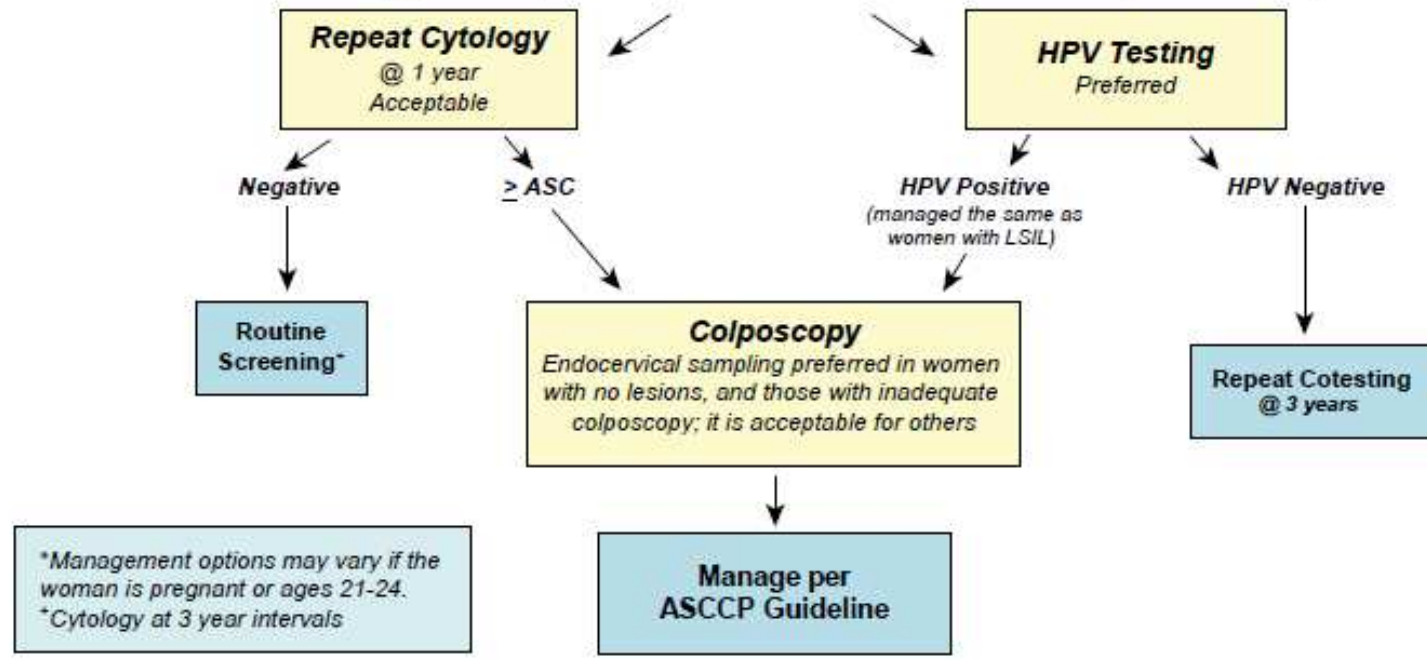 Repeat Cytology
@ 1 year
Acceptable
HPV Testing
Preferred
Negative
≥ ASC
HPV Positive
(managed the same as
women with LSIL)
HPV Negative
Routine
Screening⁺
Colposcopy
Endocervical sampling preferred in women
with no lesions, and those with inadequate
colposcopy; it is acceptable for others
Repeat Cotesting
@ 3 years
*Management options may vary if the
woman is pregnant or ages 21-24.
⁺Cytology at 3 year intervals
Manage per
ASCCP Guideline